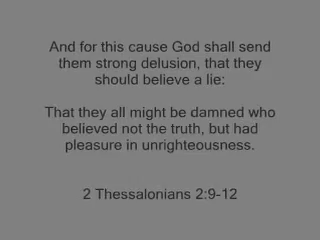 And for this cause God shall send
them strong delusion, that they
should believe a lie:
That they all might be damned who
believed not the truth, but had
pleasure in unrighteousness.
2 Thessalonians 2:9-12